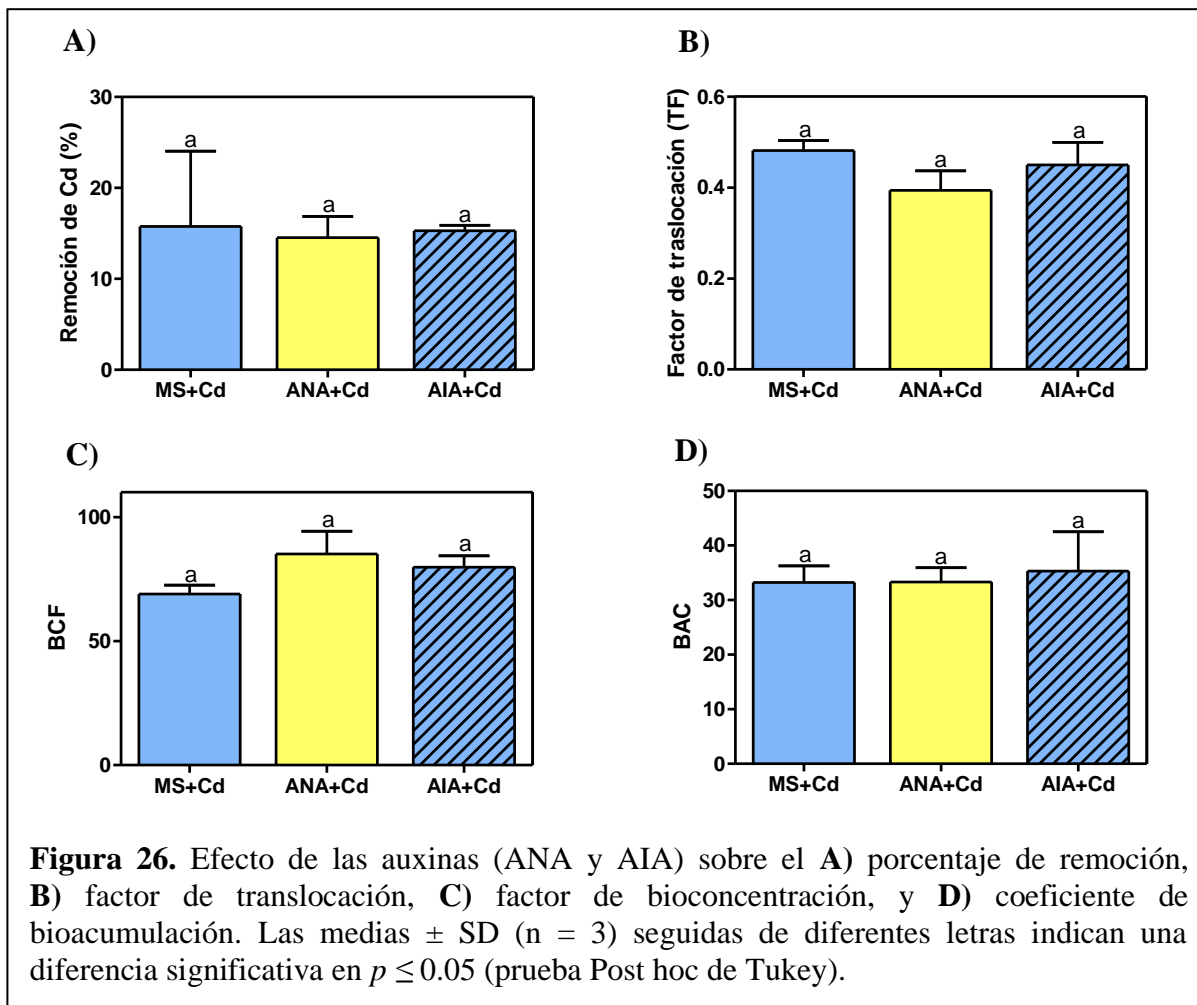 A)
B)
30
20
10
0
Remoción de Cd (%)
a
a
a
MS+Cd
ANA+Cd
AIA+Cd
0.6
0.4
0.2
0.0
Factor de traslocación (TF)
a
a
a
MS+Cd
ANA+Cd
AIA+Cd
C)
D)
100
50
0
BCF
a
a
a
MS+Cd
ANA+Cd
AIA+Cd
50
40
30
20
10
0
BAC
a
a
a
MS+Cd
ANA+Cd
AIA+Cd
Figura 26. Efecto de las auxinas (ANA y AIA) sobre el A) porcentaje de remoción,
B) factor de translocación, C) factor de bioconcentración, y D) coeficiente de
bioacumulación. Las medias ± SD (n = 3) seguidas de diferentes letras indican una
diferencia significativa en p ≤ 0.05 (prueba Post hoc de Tukey).